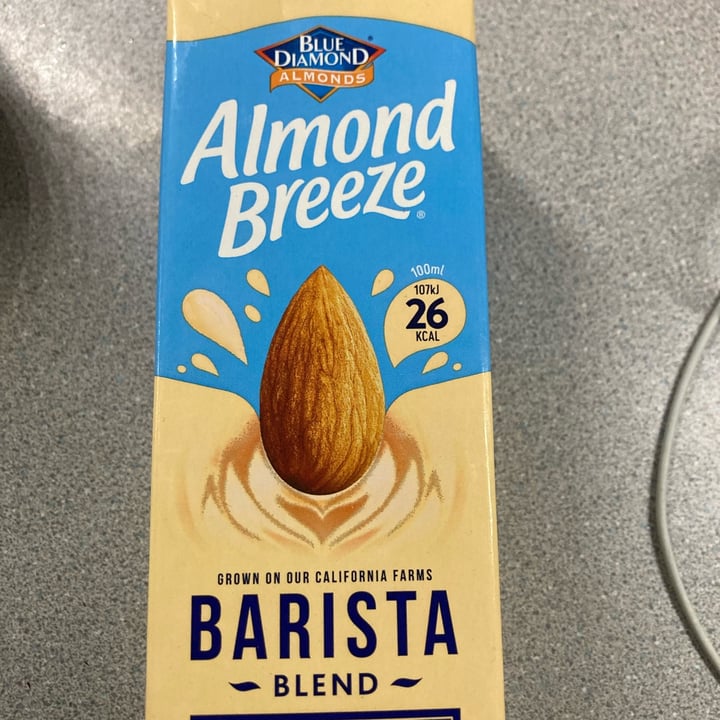 BLUE
DIAMOND®
ALMONDS
Almond
Breeze®
100ml
107kJ
26
KCAL
GROWN ON OUR CALIFORNIA FARMS
BARISTA
BLEND